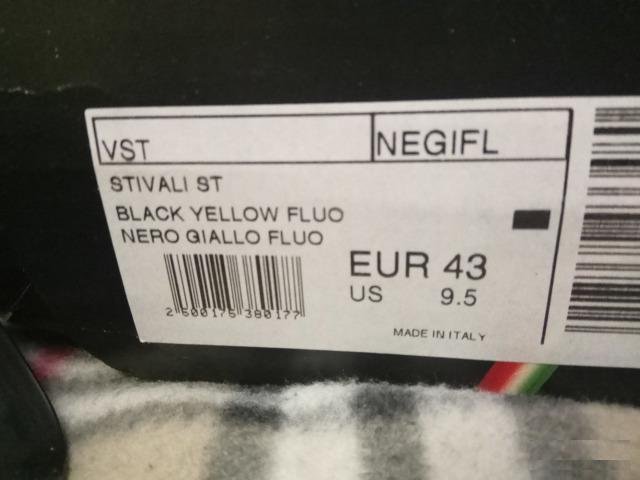 VST NEGIFL
STIVALI ST
BLACK YELLOW FLUO
NERO GIALLO FLUO
EUR 43
US 9.5
2 500175 380177
MADE IN ITALY